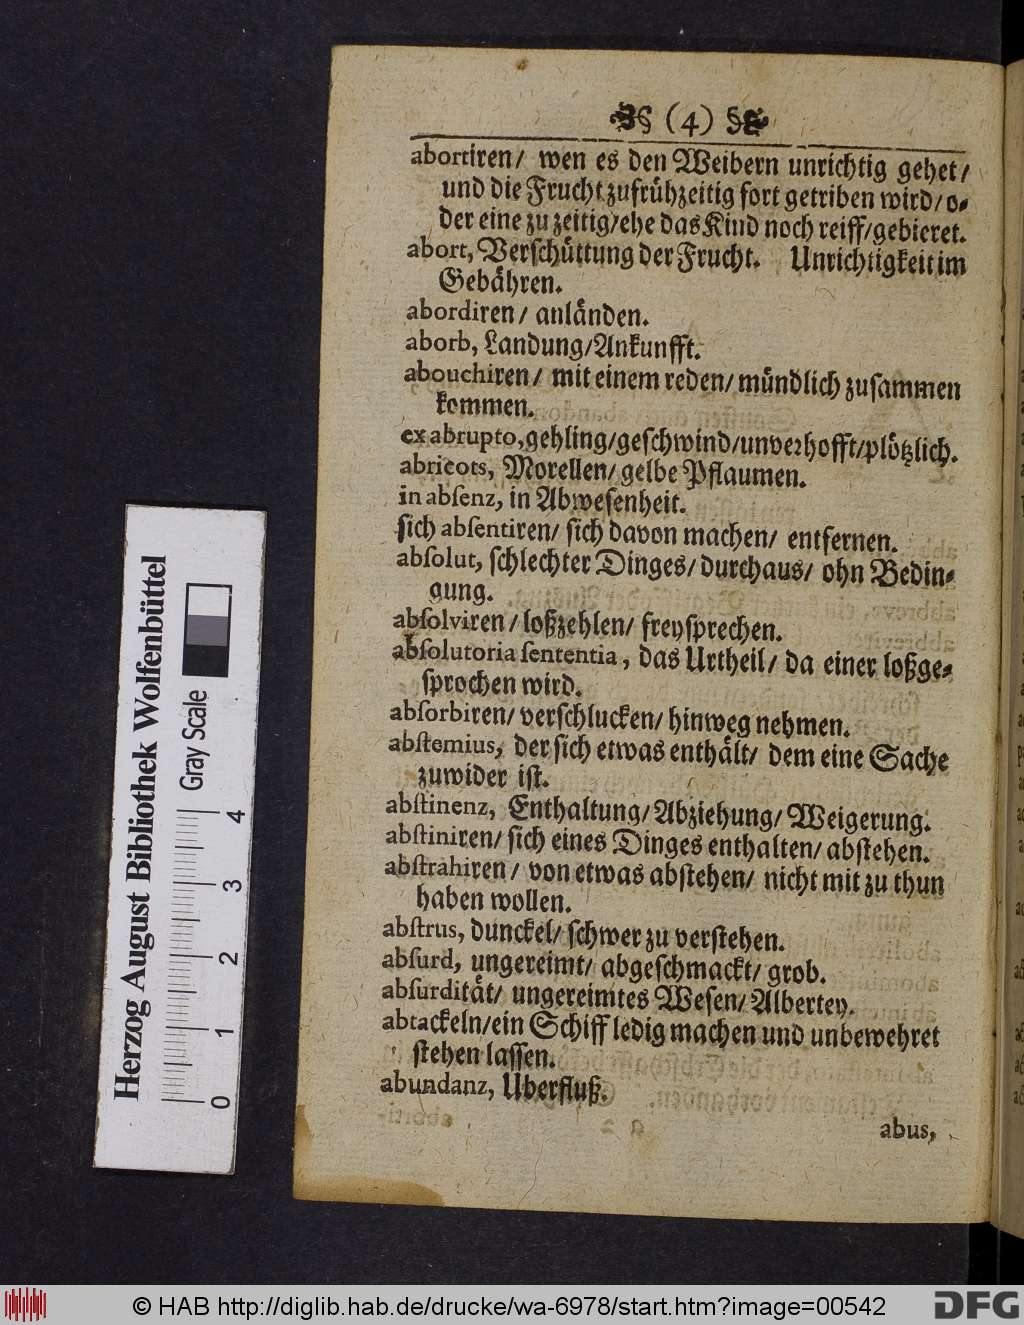 (4)
abortiren/ wen es den Weibern unrichtig gehet/
und die Frucht zufrühzeitig fort getriben wird/ o-
der eine zu zeitig/ehe das Kind noch reiff/gebieret.
abort, Verschüttung der Frucht. Unrichtigkeit im
Gebähren.
abordiren/ anländen.
aborb, Landung/Ankunfft.
abouchiren/ mit einem reden/ mündlich zusammen
kommen.
ex abrupto, gehling/geschwind/unverhofft/plötzlich.
abricots, Morellen/ gelbe Pflaumen.
in absenz, in Abwesenheit.
sich absentiren/ sich davon machen/ entfernen.
absolut, schlechter Dinges/ durchaus/ ohn Bedin-
gung.
absolviren/ loßzehlen/ freysprechen.
absolutoria sententia, das Urtheil/ da einer loßge-
sprochen wird.
absorbiren/ verschlucken/ hinweg nehmen.
abstemius, der sich etwas enthält/ dem eine Sache
zuwider ist.
abstinenz, Enthaltung/ Abziehung/ Weigerung.
abstiniren/ sich eines Dinges enthalten/ abstehen.
abstrahiren/ von etwas abstehen/ nicht mit zu thun
haben wollen.
abstrus, dunckel/ schwer zu verstehen.
absurd, ungereimt/ abgeschmackt/ grob.
absurdität/ ungereimtes Wesen/ Albertey.
abtackeln/ein Schiff ledig machen und unbewehret
stehen lassen.
abundanz, Uberfluß.
abus,
Herzog August Bibliothek Wolfenbüttel
Gray Scale
0 1 2 3 4
© HAB http://diglib.hab.de/drucke/wa-6978/start.htm?image=00542
DFG